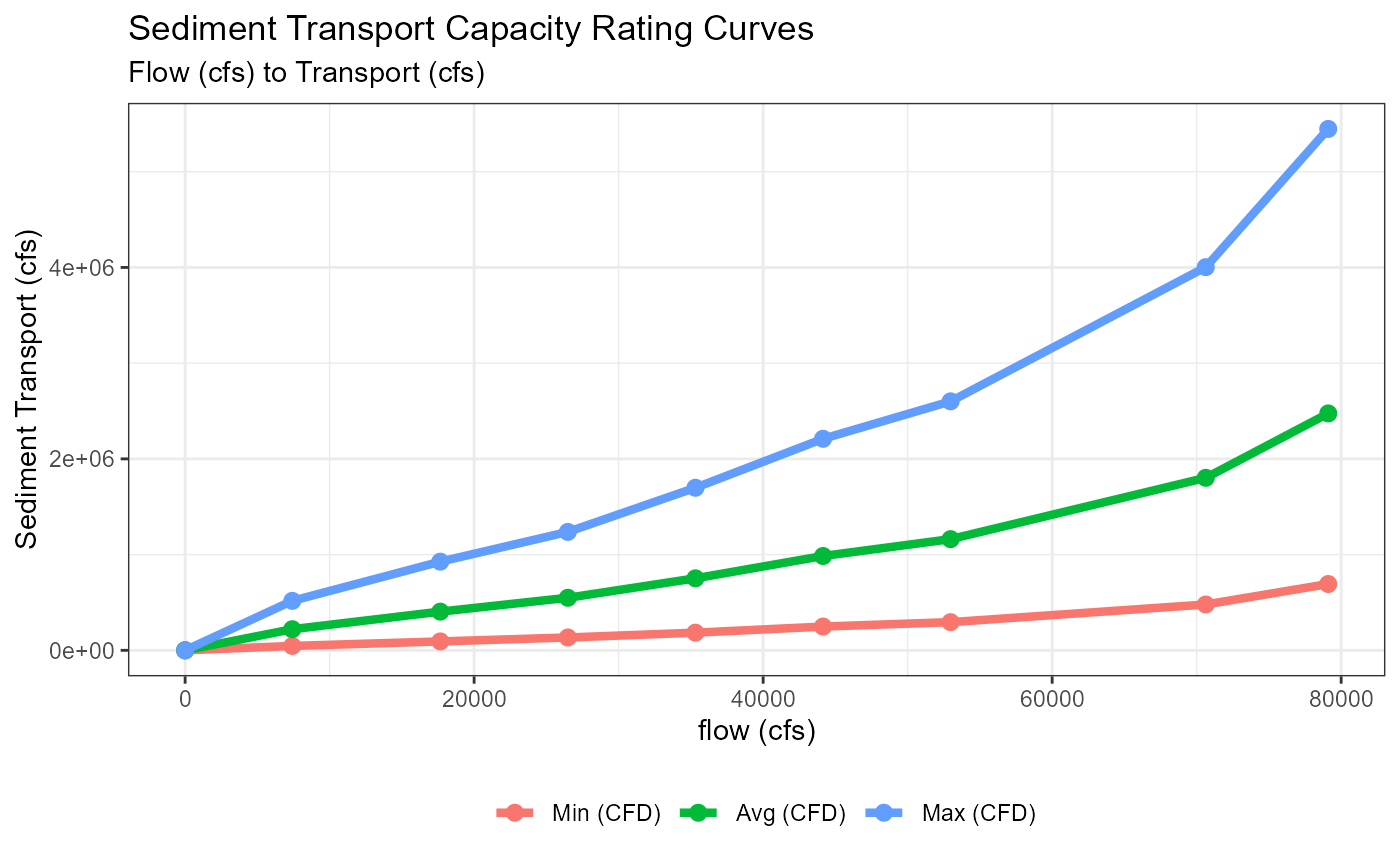 Sediment Transport Capacity Rating Curves
Flow (cfs) to Transport (cfs)
Sediment Transport (cfs)
4e+06
2e+06
0e+00
0 20000 40000 60000 80000
flow (cfs)
Min (CFD) Avg (CFD) Max (CFD)